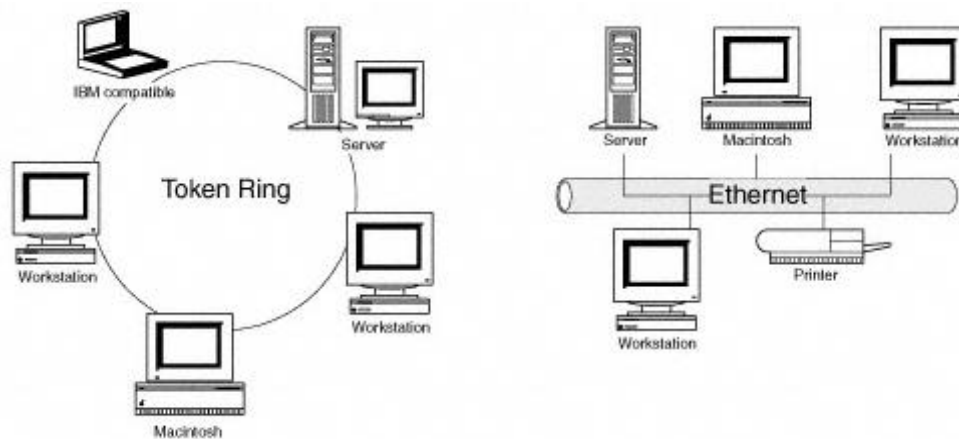 IBM compatible
Server
Token Ring
Workstation
Workstation
Macintosh
Server
Macintosh
Workstation
Ethernet
Printer
Workstation